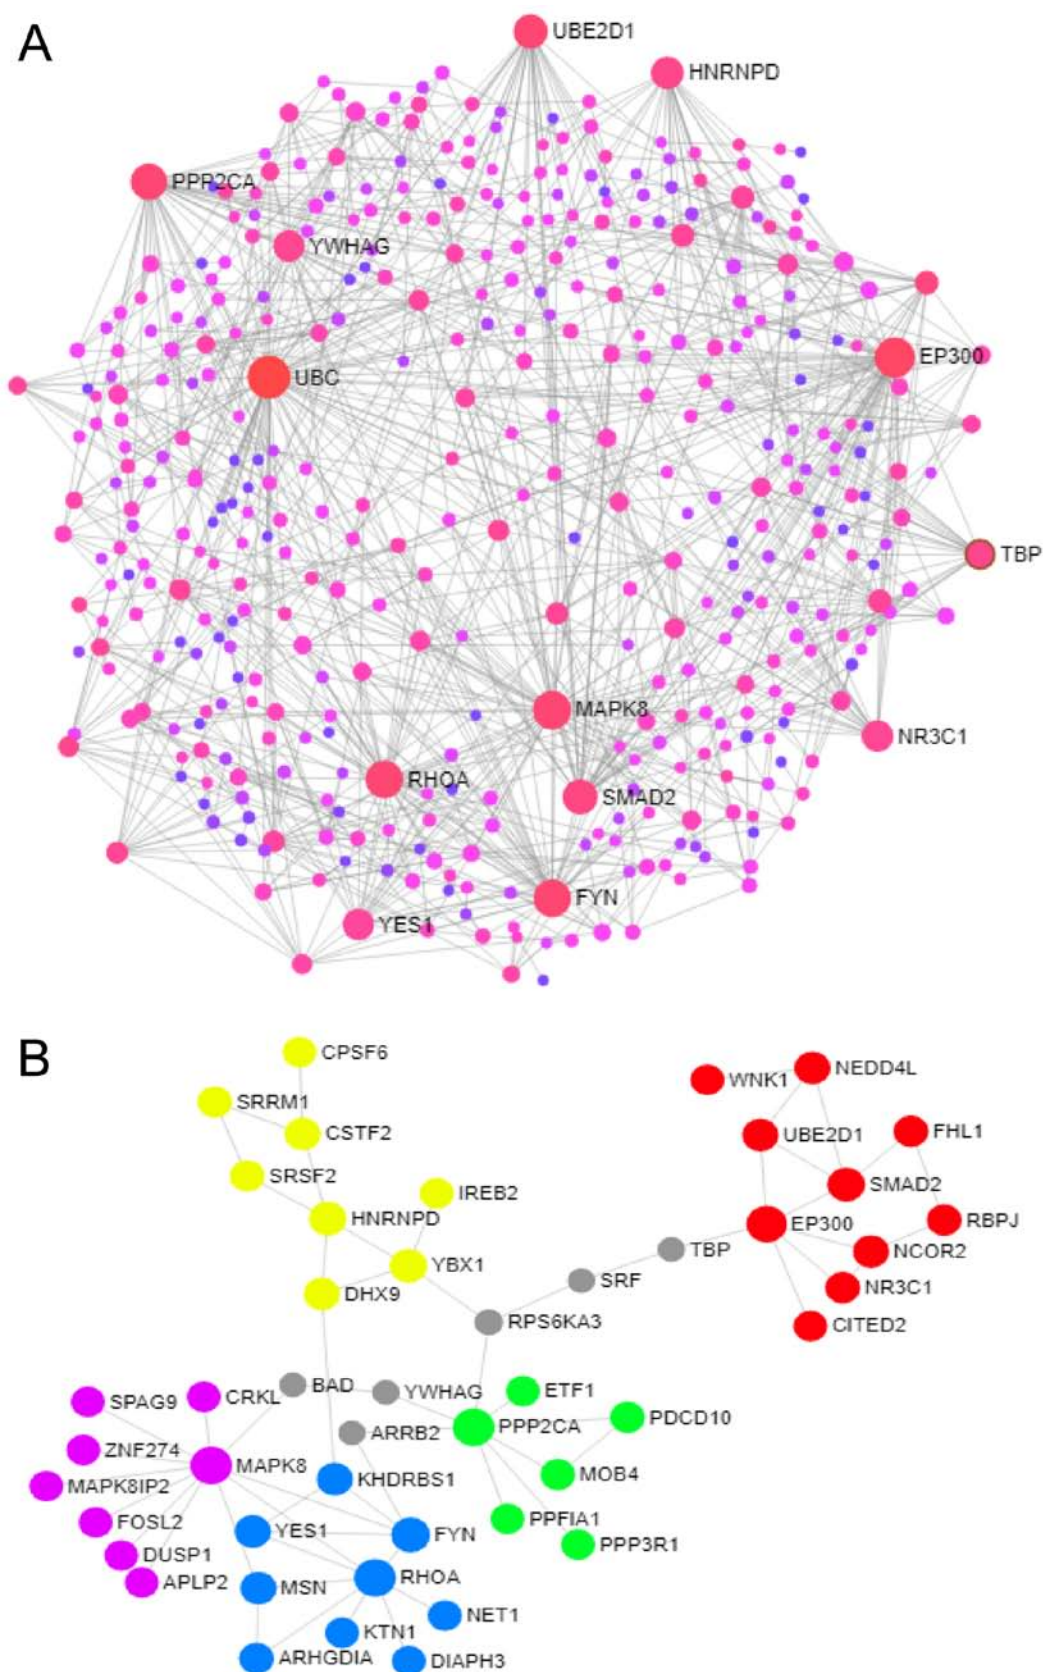 A
UBE2D1
HNRNPD
PPP2CA
YWHAG
UBC
EP300
TBP
MAPK8
NR3C1
RHOA
SMAD2
FYN
YES1
B
CPSF6
NEDD4L
WNK1
SRRM1
CSTF2
UBE2D1
FHL1
SRSF2
SMAD2
IREB2
HNRNPD
EP300
RBPJ
TBP
NCOR2
YBX1
SRF
NR3C1
DHX9
RPS6KA3
CITED2
BAD
YWHAG
ETF1
SPAG9
CRKL
PDCD10
PPP2CA
ARRB2
ZNF274
MAPK8
MOB4
MAPK8IP2
KHDRBS1
FOSL2
PPFIA1
YES1
FYN
PPP3R1
DUSP1
APLP2
RHOA
MSN
NET1
KTN1
ARHGDIA
DIAPH3